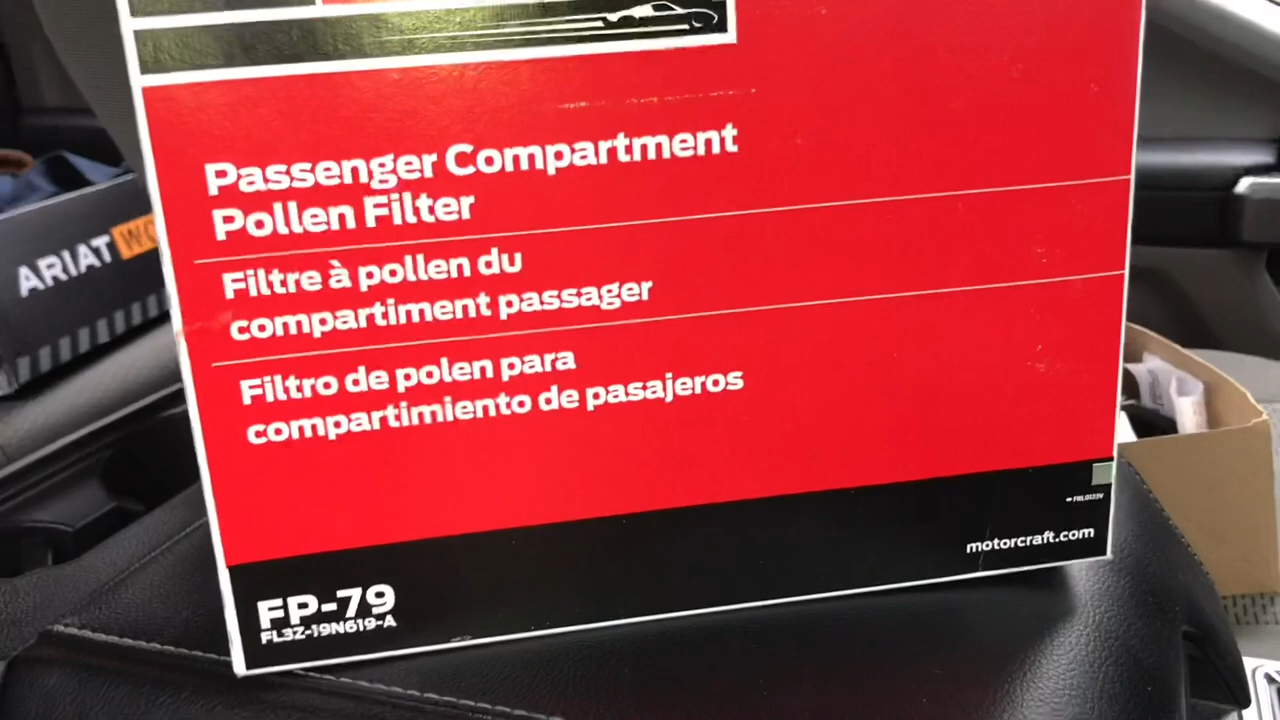 Passenger Compartment
Pollen Filter
Filtre à pollen du
compartiment passager
Filtro de polen para
compartimiento de pasajeros
FP-79
FL3Z-19N619-A
motorcraft.com
ARIAT